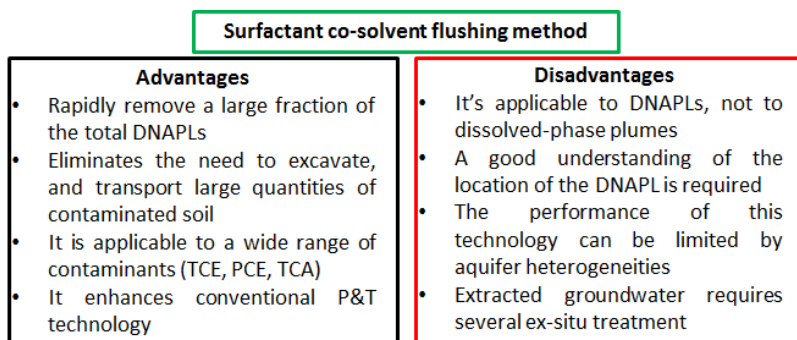 Surfactant co-solvent flushing method
Advantages
• Rapidly remove a large fraction of
the total DNAPLs
• Eliminates the need to excavate,
and transport large quantities of
contaminated soil
• It is applicable to a wide range of
contaminants (TCE, PCE, TCA)
• It enhances conventional P&T
technology
Disadvantages
• It's applicable to DNAPLs, not to
dissolved-phase plumes
• A good understanding of the
location of the DNAPL is required
• The performance of this
technology can be limited by
aquifer heterogeneities
• Extracted groundwater requires
several ex-situ treatment